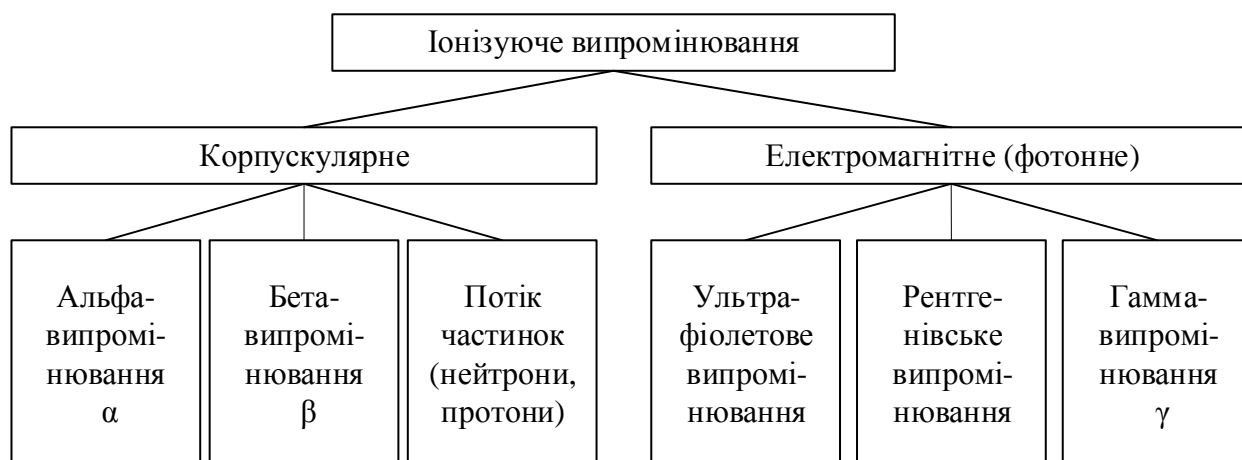 Іонізуюче випромінювання
Корпускулярне
Електромагнітне (фотонне)
Альфа-
випромі-
нювання
α
Бета-
випромі-
нювання
β
Потік
частинок
(нейтрони,
протони)
Ультра-
фіолетове
випромі-
нювання
Рентге-
нівське
випромі-
нювання
Гамма-
випромі-
нювання
γ